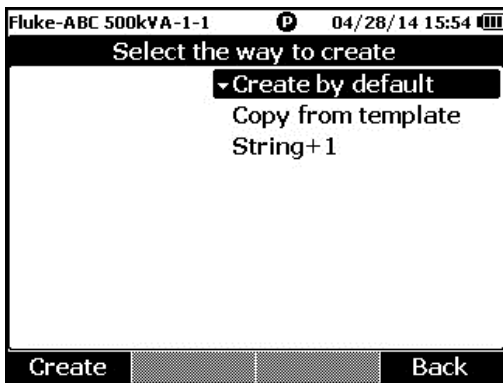 Fluke-ABC 500kVA-1-1 P 04/28/14 15:54
Select the way to create
Create by default
Copy from template
String+1
Create Back